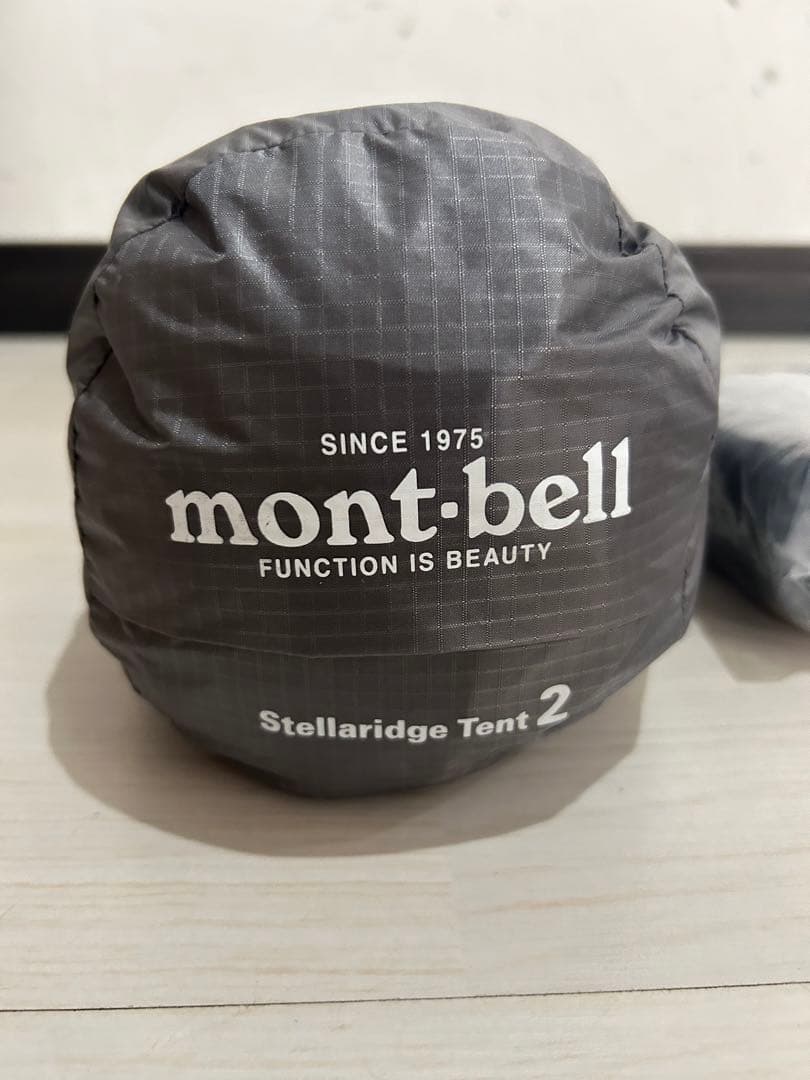 SINCE 1975
mont·bell
FUNCTION IS BEAUTY
Stellaridge Tent 2